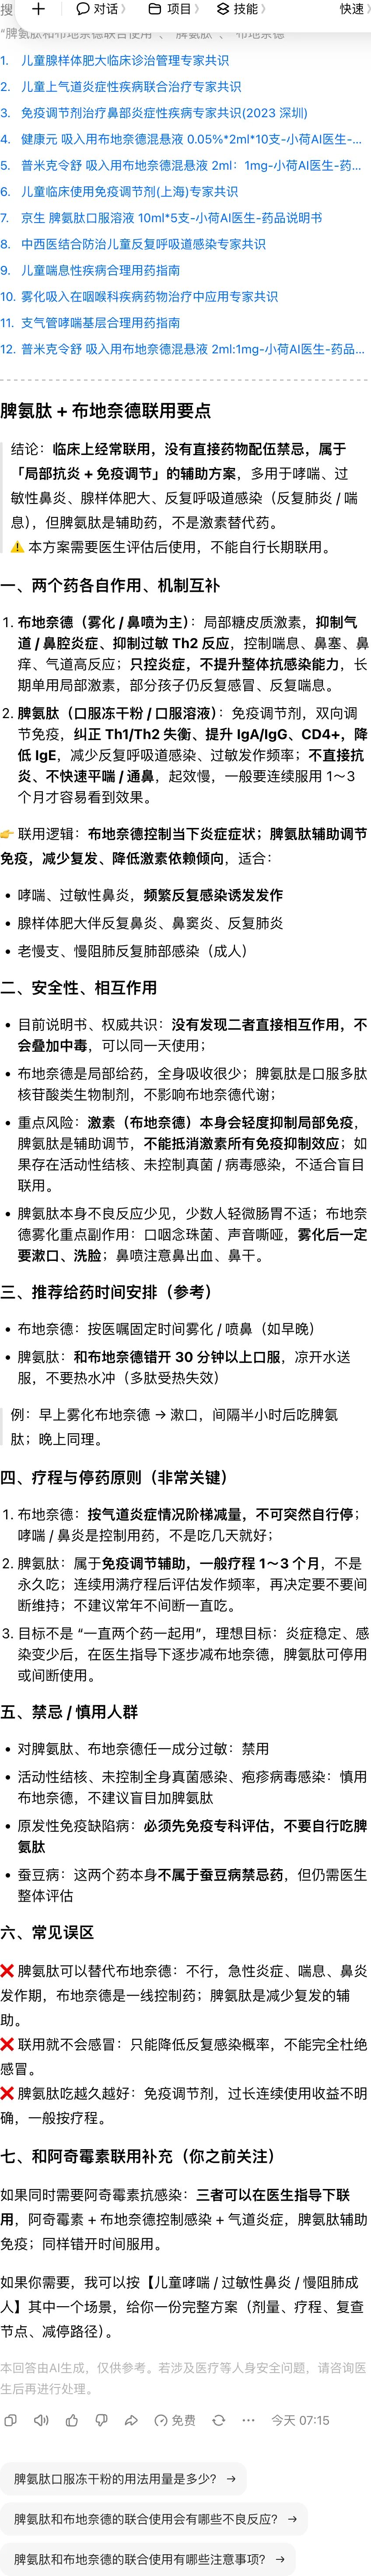 搜
对话
项目
技能
快速
“脾氨肽和布地奈德联合使用”、“脾氨肽”、“布地奈德”
1. 儿童腺样体肥大临床诊治管理专家共识
2. 儿童上气道炎症性疾病联合治疗专家共识
3. 免疫调节剂治疗鼻部炎症性疾病专家共识(2023 深圳)
4. 健康元 吸入用布地奈德混悬液 0.05%*2ml*10支-小荷AI医生-...
5. 普米克令舒 吸入用布地奈德混悬液 2ml：1mg-小荷AI医生-药...
6. 儿童临床使用免疫调节剂(上海)专家共识
7. 京生 脾氨肽口服溶液 10ml*5支-小荷AI医生-药品说明书
8. 中西医结合防治儿童反复呼吸道感染专家共识
9. 儿童喘息性疾病合理用药指南
10. 雾化吸入在咽喉科疾病药物治疗中应用专家共识
11. 支气管哮喘基层合理用药指南
12. 普米克令舒 吸入用布地奈德混悬液 2ml:1mg-小荷AI医生-药品...
脾氨肽 + 布地奈德联用要点
结论：临床上经常联用，没有直接药物配伍禁忌，属于
「局部抗炎 + 免疫调节」的辅助方案，多用于哮喘、过
敏性鼻炎、腺样体肥大、反复呼吸道感染（反复肺炎 / 喘
息），但脾氨肽是辅助药，不是激素替代药。
⚠️ 本方案需要医生评估后使用，不能自行长期联用。
一、两个药各自作用、机制互补
1. 布地奈德（雾化 / 鼻喷为主）：局部糖皮质激素，抑制气
道 / 鼻腔炎症、抑制过敏 Th2 反应，控制喘息、鼻塞、鼻
痒、气道高反应；只控炎症，不提升整体抗感染能力，长
期单用局部激素，部分孩子仍反复感冒、反复喘息。
2. 脾氨肽（口服冻干粉 / 口服溶液）：免疫调节剂，双向调
节免疫，纠正 Th1/Th2 失衡、提升 IgA/IgG、CD4+，降
低 IgE，减少反复呼吸道感染、过敏发作频率；不直接抗
炎、不快速平喘 / 通鼻，起效慢，一般要连续服用 1～3
个月才容易看到效果。
👉 联用逻辑：布地奈德控制当下炎症症状；脾氨肽辅助调节
免疫，减少复发、降低激素依赖倾向，适合：
• 哮喘、过敏性鼻炎，频繁反复感染诱发发作
• 腺样体肥大伴反复鼻炎、鼻窦炎、反复肺炎
• 老慢支、慢阻肺反复肺部感染（成人）
二、安全性、相互作用
• 目前说明书、权威共识：没有发现二者直接相互作用，不
会叠加中毒，可以同一天使用；
• 布地奈德是局部给药，全身吸收很少；脾氨肽是口服多肽
核苷酸类生物制剂，不影响布地奈德代谢；
• 重点风险：激素（布地奈德）本身会轻度抑制局部免疫，
脾氨肽是辅助调节，不能抵消激素所有免疫抑制效应；如
果存在活动性结核、未控制真菌 / 病毒感染，不适合盲目
联用。
• 脾氨肽本身不良反应少见，少数人轻微肠胃不适；布地奈
德雾化重点副作用：口咽念珠菌、声音嘶哑，雾化后一定
要漱口、洗脸；鼻喷注意鼻出血、鼻干。
三、推荐给药时间安排（参考）
• 布地奈德：按医嘱固定时间雾化 / 喷鼻（如早晚）
• 脾氨肽：和布地奈德错开 30 分钟以上口服，凉开水送
服，不要热水冲（多肽受热失效）
例：早上雾化布地奈德 → 漱口，间隔半小时后吃脾氨
肽；晚上同理。
四、疗程与停药原则（非常关键）
1. 布地奈德：按气道炎症情况阶梯减量，不可突然自行停；
哮喘 / 鼻炎是控制用药，不是吃几天就好；
2. 脾氨肽：属于免疫调节辅助，一般疗程 1～3 个月，不是
永久吃；连续用满疗程后评估发作频率，再决定要不要间
断维持；不建议常年不间断一直吃。
3. 目标不是 “一直两个药一起用”，理想目标：炎症稳定、感
染变少后，在医生指导下逐步减布地奈德，脾氨肽可停用
或间断使用。
五、禁忌 / 慎用人群
• 对脾氨肽、布地奈德任一成分过敏：禁用
• 活动性结核、未控制全身真菌感染、疱疹病毒感染：慎用
布地奈德，不建议盲目加脾氨肽
• 原发性免疫缺陷病：必须先免疫专科评估，不要自行吃脾
氨肽
• 蚕豆病：这两个药本身不属于蚕豆病禁忌药，但仍需医生
整体评估
六、常见误区
❌ 脾氨肽可以替代布地奈德：不行，急性炎症、喘息、鼻炎
发作期，布地奈德是一线控制药；脾氨肽是减少复发的辅
助。
❌ 联用就不会感冒：只能降低反复感染概率，不能完全杜绝
感冒。
❌ 脾氨肽吃越久越好：免疫调节剂，过长连续使用收益不明
确，一般按疗程。
七、和阿奇霉素联用补充（你之前关注）
如果同时需要阿奇霉素抗感染：三者可以在医生指导下联
用，阿奇霉素 + 布地奈德控制感染 + 气道炎症，脾氨肽辅助
免疫；同样错开时间服用。
如果你需要，我可以按【儿童哮喘 / 过敏性鼻炎 / 慢阻肺成
人】其中一个场景，给你一份完整方案（剂量、疗程、复查
节点、减停路径）。
本回答由AI生成，仅供参考。若涉及医疗等人身安全问题，请咨询医
生后再进行处理。
免费
今天 07:15
脾氨肽口服冻干粉的用法用量是多少？ →
脾氨肽和布地奈德的联合使用会有哪些不良反应？ →
脾氨肽和布地奈德的联合使用有哪些注意事项？ →